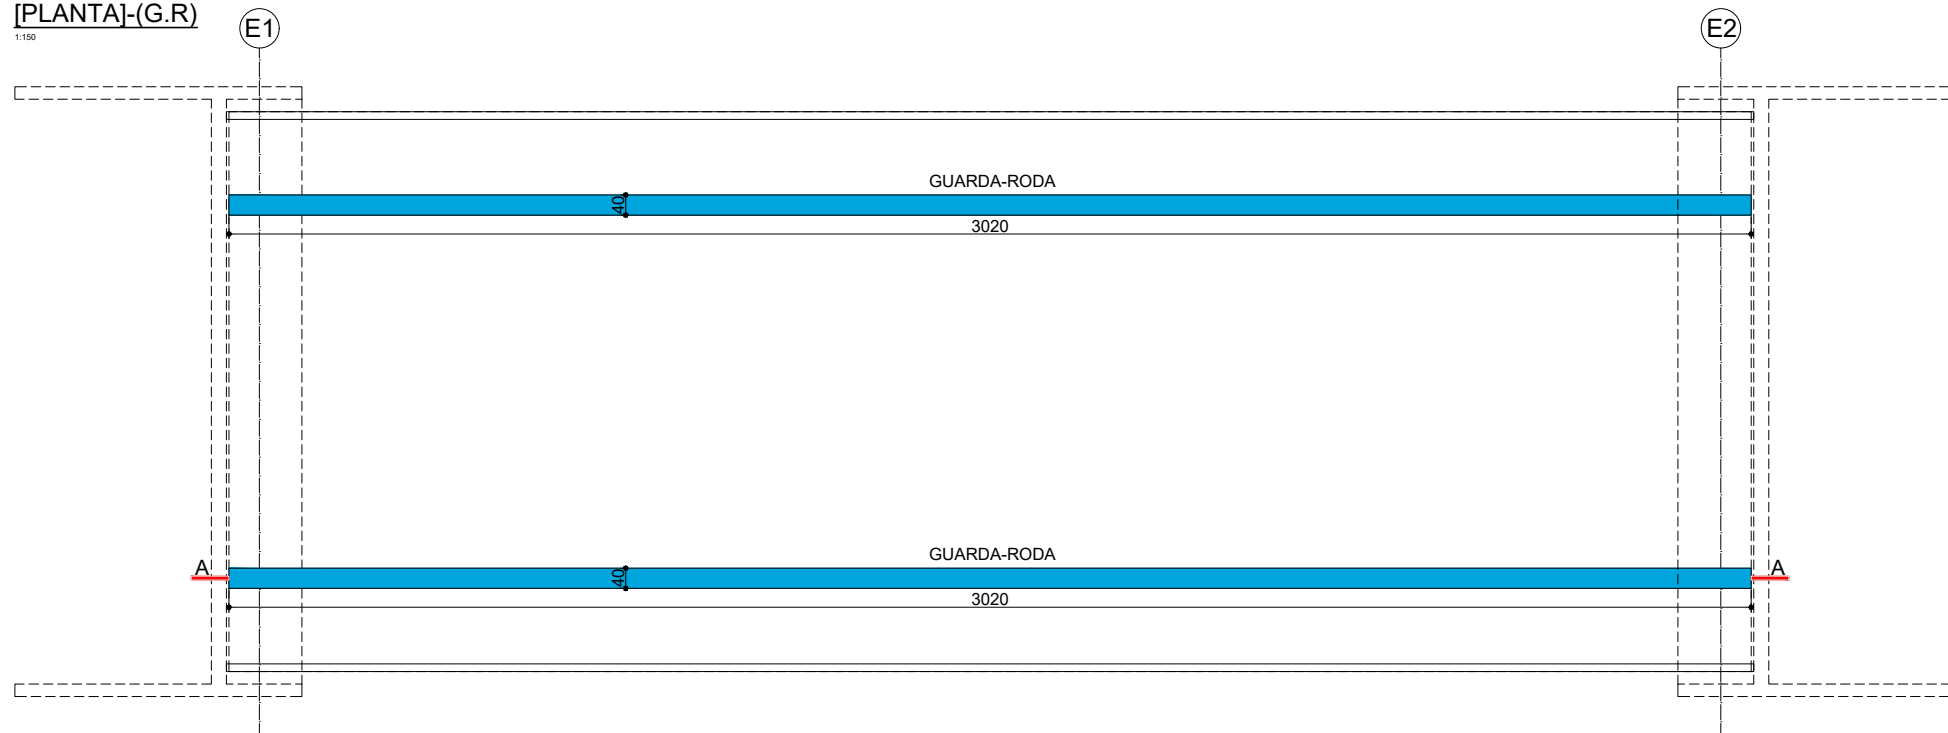 [PLANTA]-(G.R)
1:150
E1
E2
GUARDA-RODA
40
3020
GUARDA-RODA
A
40
A
3020